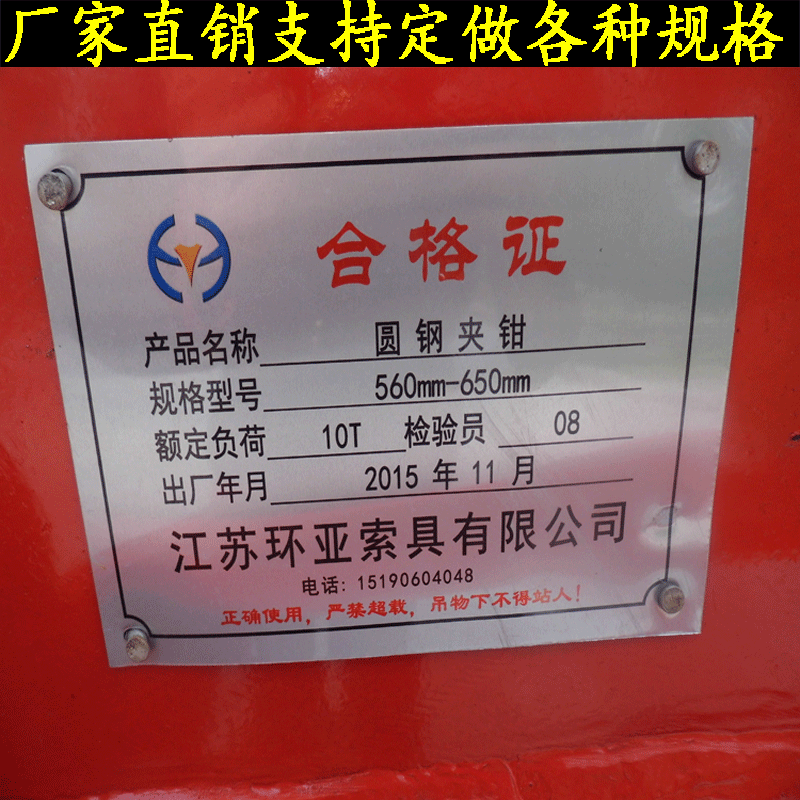 厂家直销支持定做各种规格
合格证
产品名称 圆钢夹钳
规格型号 560mm-650mm
额定负荷 10T 检验员 08
出厂年月 2015 年 11 月
江苏环亚索具有限公司
电话: 15190604048
正确使用，严禁超载，吊物下不得站人！